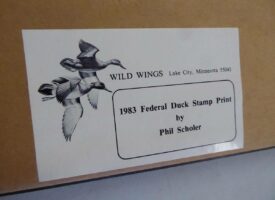 WILD WINGS Lake City, Minnesota 55041
1983 Federal Duck Stamp Print
by
Phil Scholer